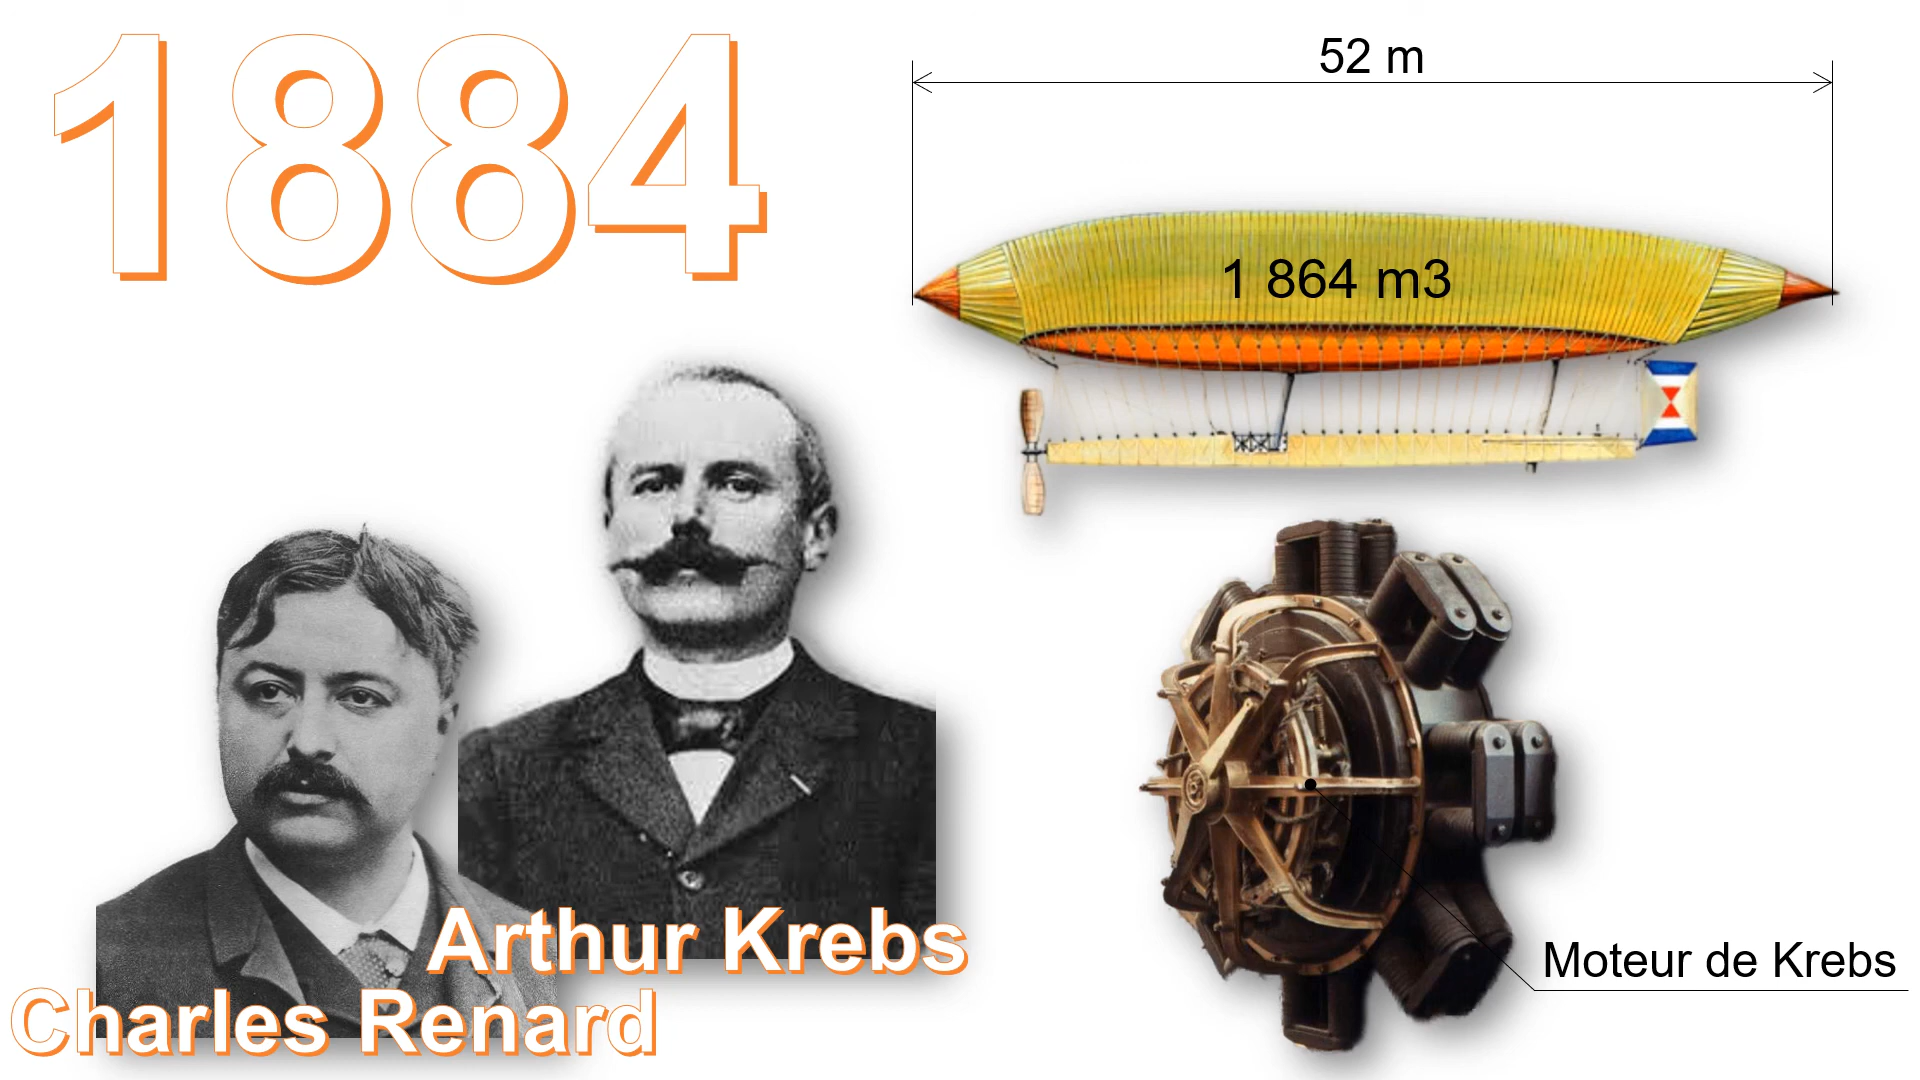 1884
52 m
1 864 m3
Arthur Krebs
Charles Renard
Moteur de Krebs